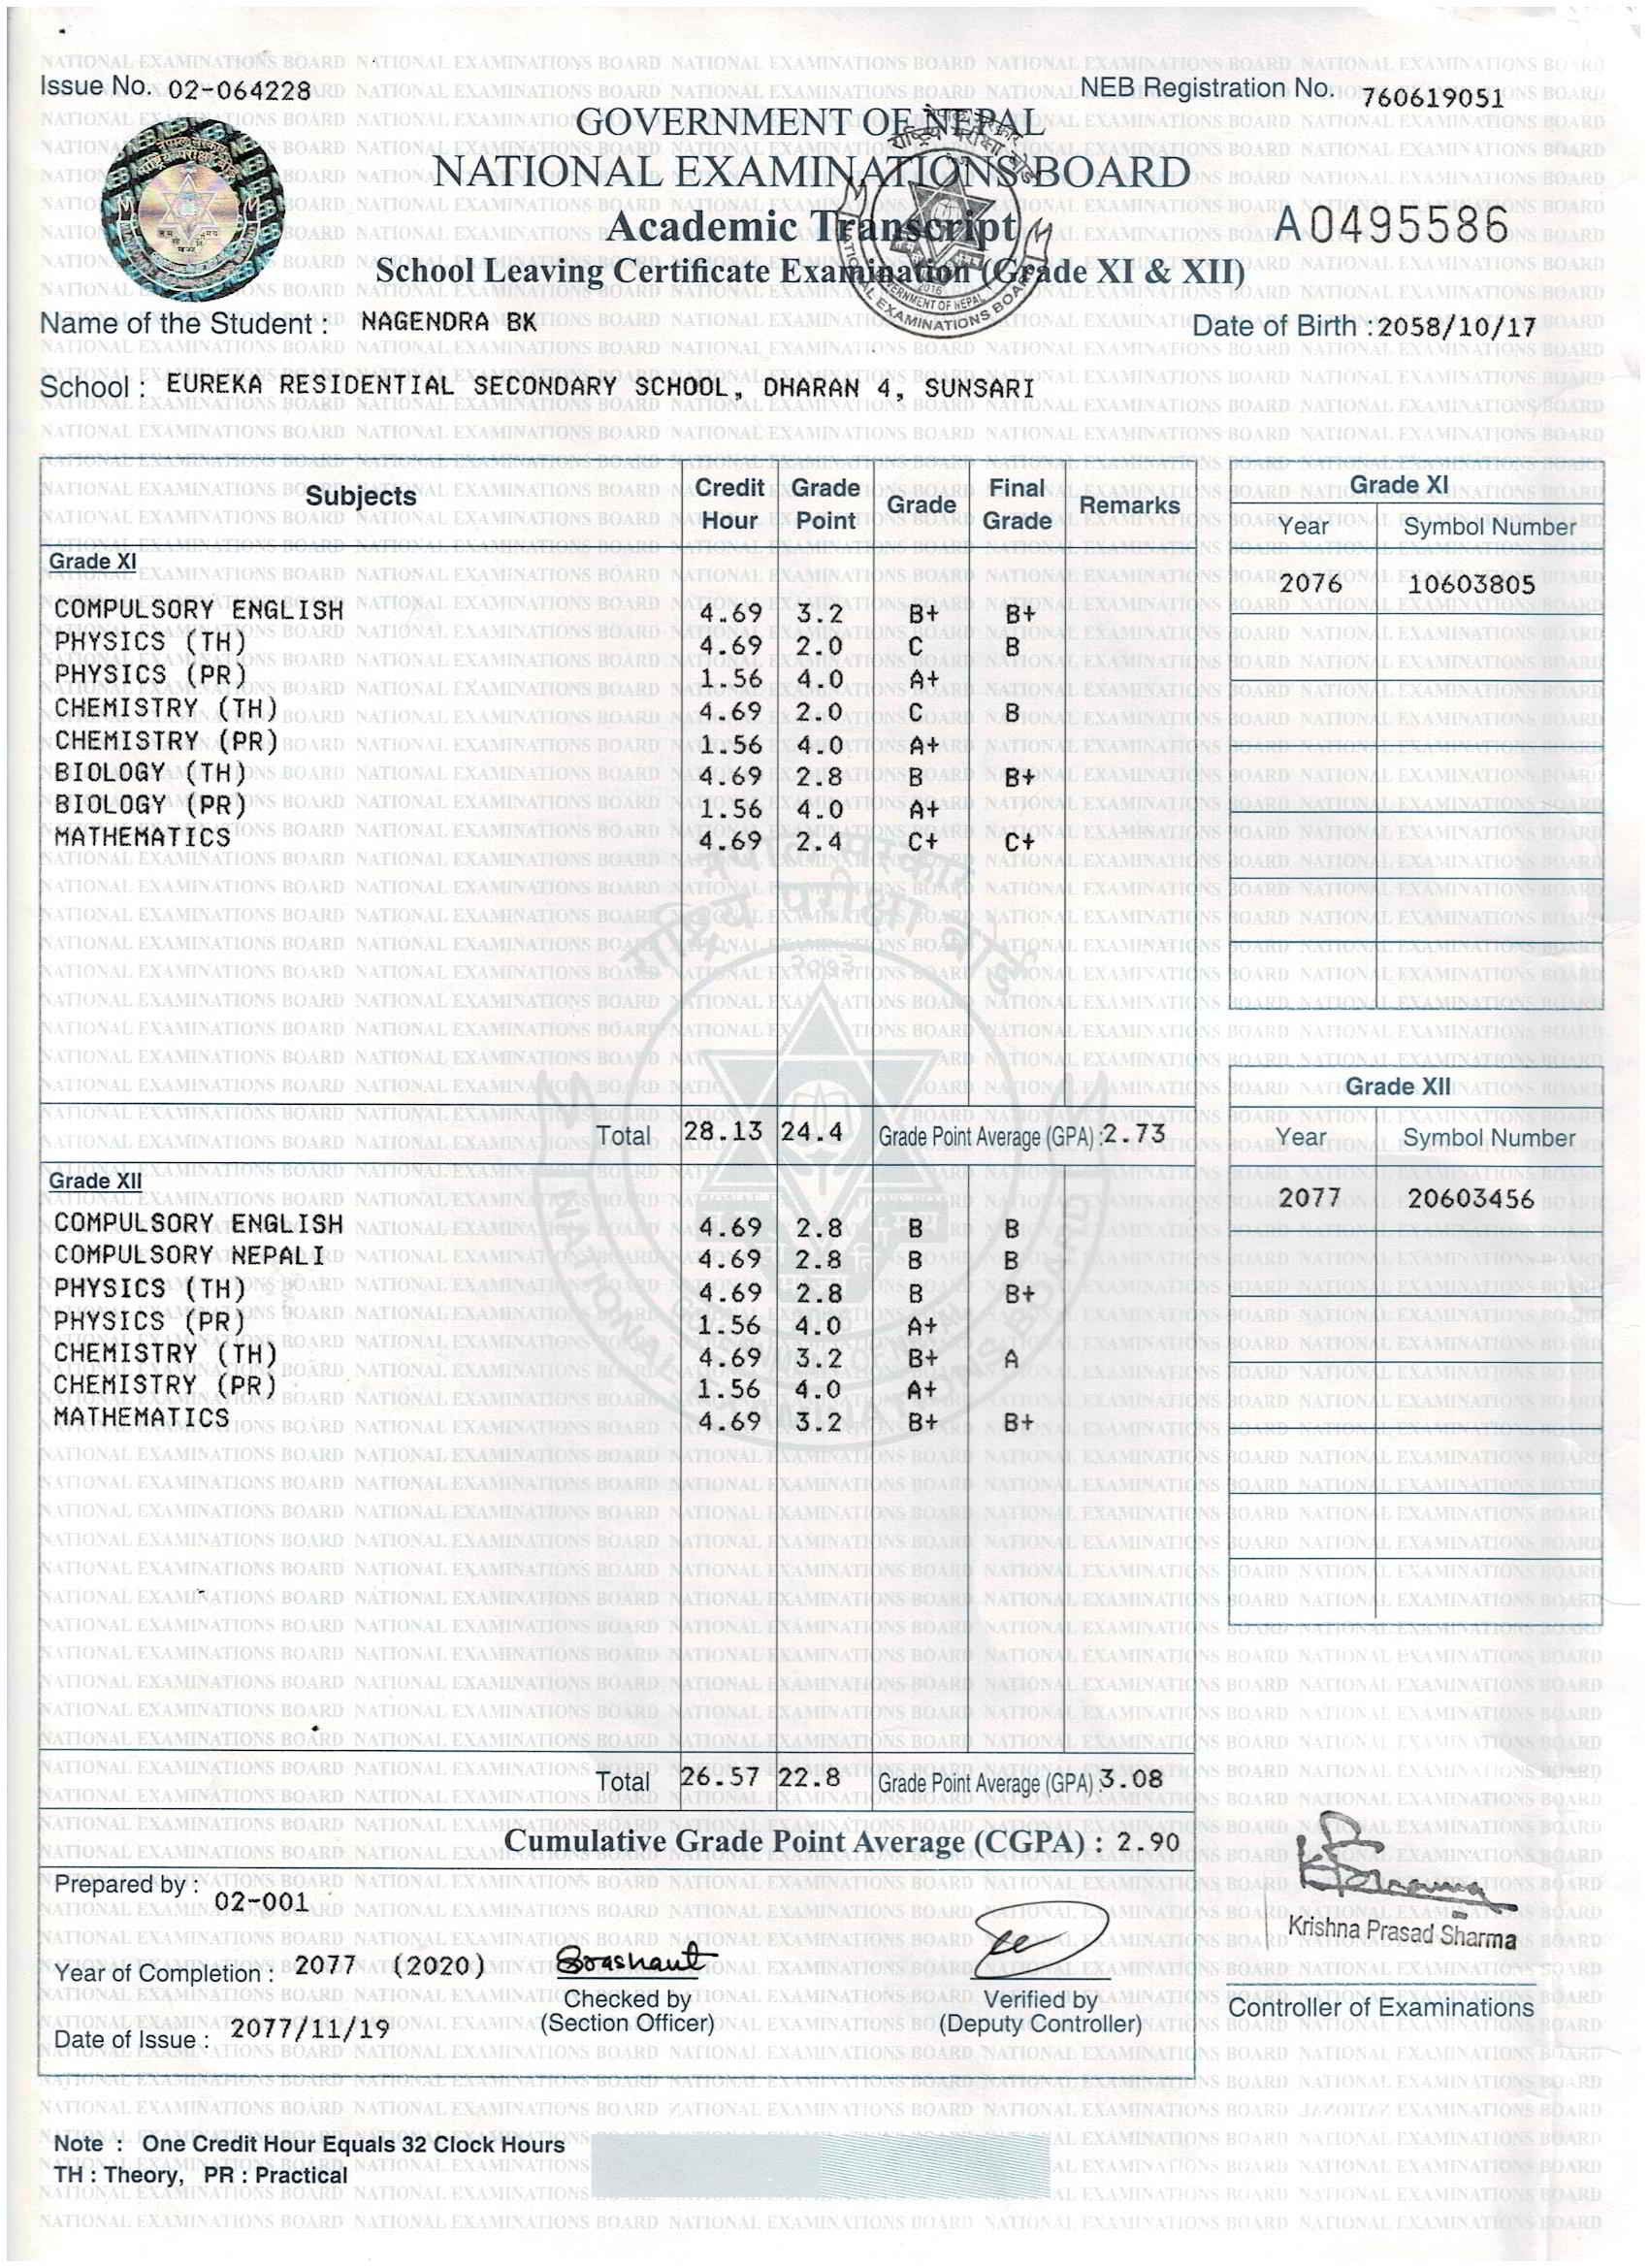 Issue No. 02-064228
NEB Registration No. 760619051
GOVERNMENT OF NEPAL
NATIONAL EXAMINATIONS BOARD
Academic Transcript
A0495586
School Leaving Certificate Examination (Grade XI & XII)
Name of the Student : NAGENDRA BK
Date of Birth :2058/10/17
School : EUREKA RESIDENTIAL SECONDARY SCHOOL, DHARAN 4, SUNSARI
Subjects Credit Hour Grade Point Grade Final Grade Remarks
Grade XI
COMPULSORY ENGLISH 4.69 3.2 B+ B+
PHYSICS (TH) 4.69 2.0 C B
PHYSICS (PR) 1.56 4.0 A+
CHEMISTRY (TH) 4.69 2.0 C B
CHEMISTRY (PR) 1.56 4.0 A+
BIOLOGY (TH) 4.69 2.8 B B+
BIOLOGY (PR) 1.56 4.0 A+
MATHEMATICS 4.69 2.4 C+ C+
Total 28.13 24.4 Grade Point Average (GPA) :2.73
Grade XII
COMPULSORY ENGLISH 4.69 2.8 B B
COMPULSORY NEPALI 4.69 2.8 B B
PHYSICS (TH) 4.69 2.8 B B+
PHYSICS (PR) 1.56 4.0 A+
CHEMISTRY (TH) 4.69 3.2 B+ A
CHEMISTRY (PR) 1.56 4.0 A+
MATHEMATICS 4.69 3.2 B+ B+
Total 26.57 22.8 Grade Point Average (GPA) :3.08
Cumulative Grade Point Average (CGPA) : 2.90
Grade XI
Year Symbol Number
2076 10603805
Grade XII
Year Symbol Number
2077 20603456
Prepared by : 02-001
Year of Completion : 2077 (2020)
Date of Issue : 2077/11/19
Checked by
(Section Officer)
Verified by
(Deputy Controller)
Krishna Prasad Sharma
Controller of Examinations
Note : One Credit Hour Equals 32 Clock Hours
TH : Theory, PR : Practical